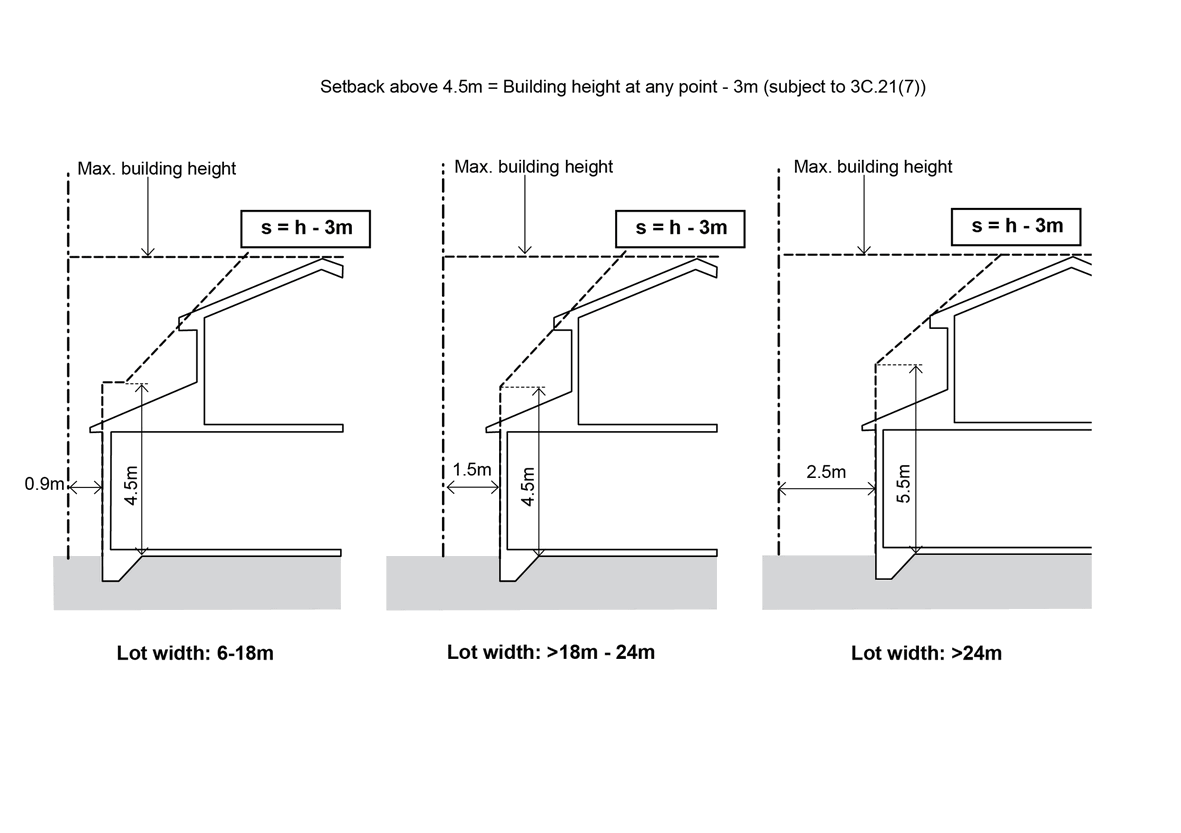 Setback above 4.5m = Building height at any point - 3m (subject to 3C.21(7))
Max. building height
s = h - 3m
0.9m
4.5m
Lot width: 6-18m
Max. building height
s = h - 3m
1.5m
4.5m
Lot width: >18m - 24m
Max. building height
s = h - 3m
2.5m
5.5m
Lot width: >24m